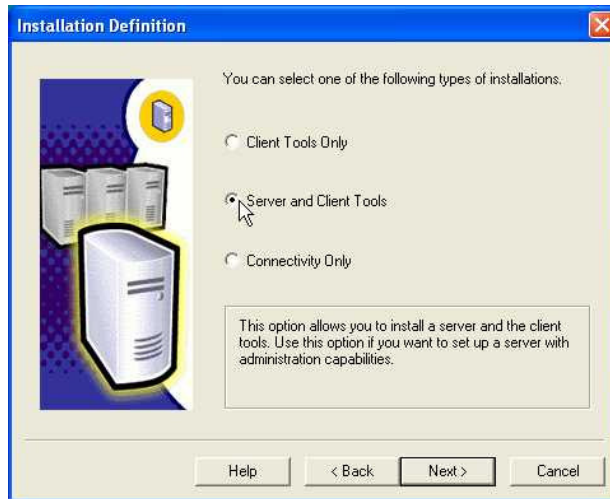 Installation Definition
You can select one of the following types of installations.
Client Tools Only
Server and Client Tools
Connectivity Only
This option allows you to install a server and the client
tools. Use this option if you want to set up a server with
administration capabilities.
Help
< Back
Next >
Cancel